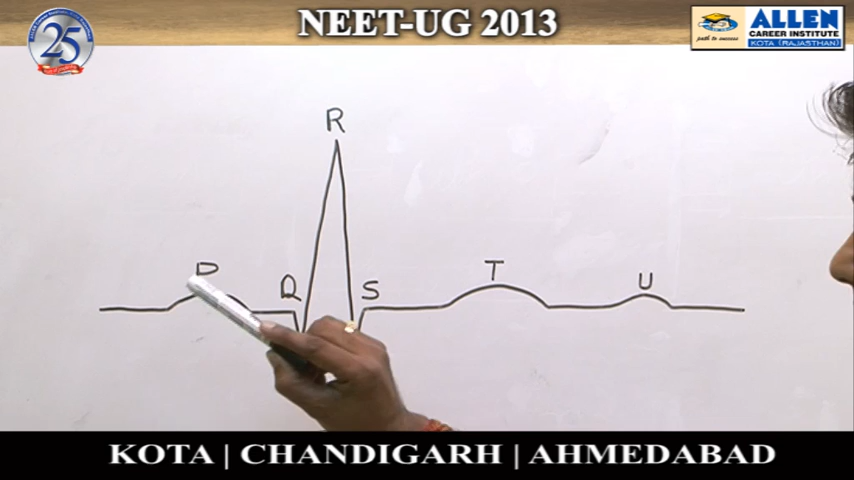 NEET-UG 2013
25
path to success
ALLEN
CAREER INSTITUTE
KOTA (RAJASTHAN)
R
P
Q
S
T
U
KOTA | CHANDIGARH | AHMEDABAD